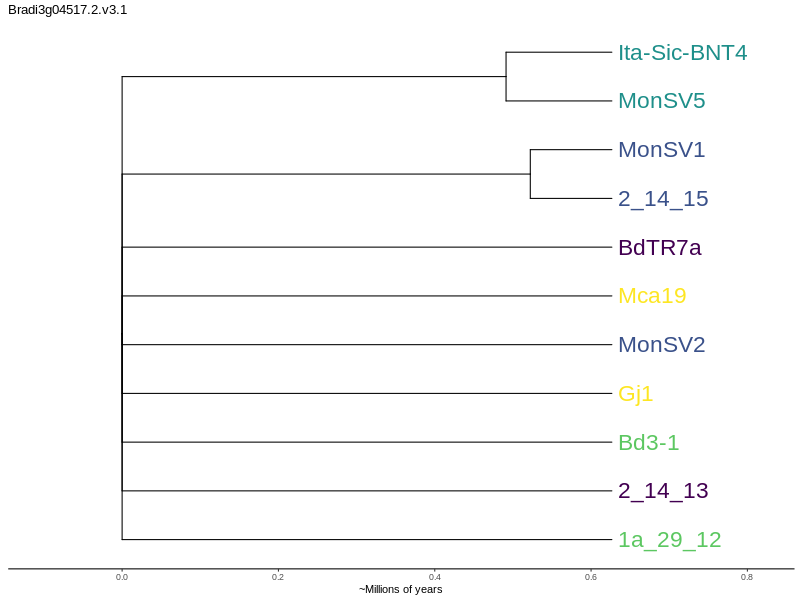 Bradi3g04517.2.v3.1
Ita-Sic-BNT4
MonSV5
MonSV1
2_14_15
BdTR7a
Mca19
MonSV2
Gj1
Bd3-1
2_14_13
1a_29_12
0.0 0.2 0.4 0.6 0.8
~Millions of years